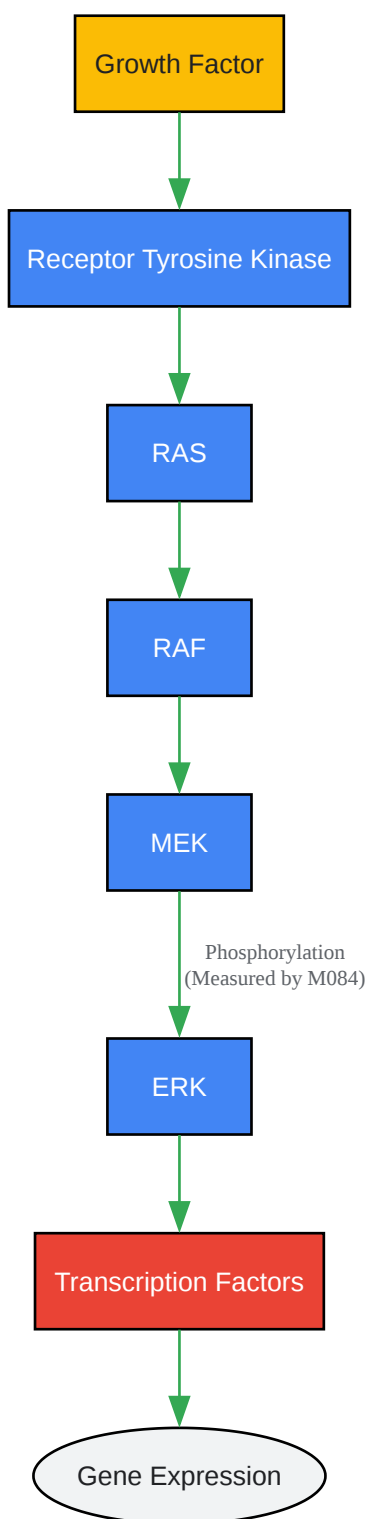 Growth Factor
Receptor Tyrosine Kinase
RAS
RAF
MEK
Phosphorylation
(Measured by M084)
ERK
Transcription Factors
Gene Expression